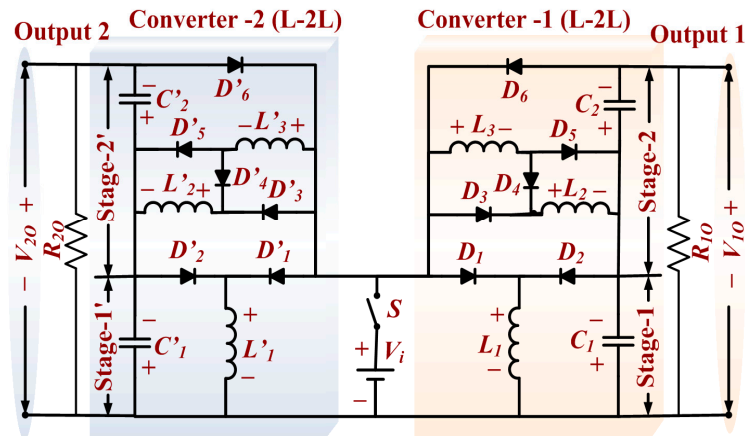 Converter -2 (L-2L)
Converter -1 (L-2L)
Output 2
Output 1
D'6
D6
− C'2 +
C2 − +
D'5
− L'3 +
+ L3 −
D5
D'4
D4
− L'2 +
D'3
D3
+ L2 −
Stage-2'
Stage-2
− V2O +
R2O
R1O
− V1O +
D'2
D'1
D1
D2
S
Stage-1'
− C'1 +
+ L'1 −
+ Vi −
+ L1 −
C1 − +
Stage-1